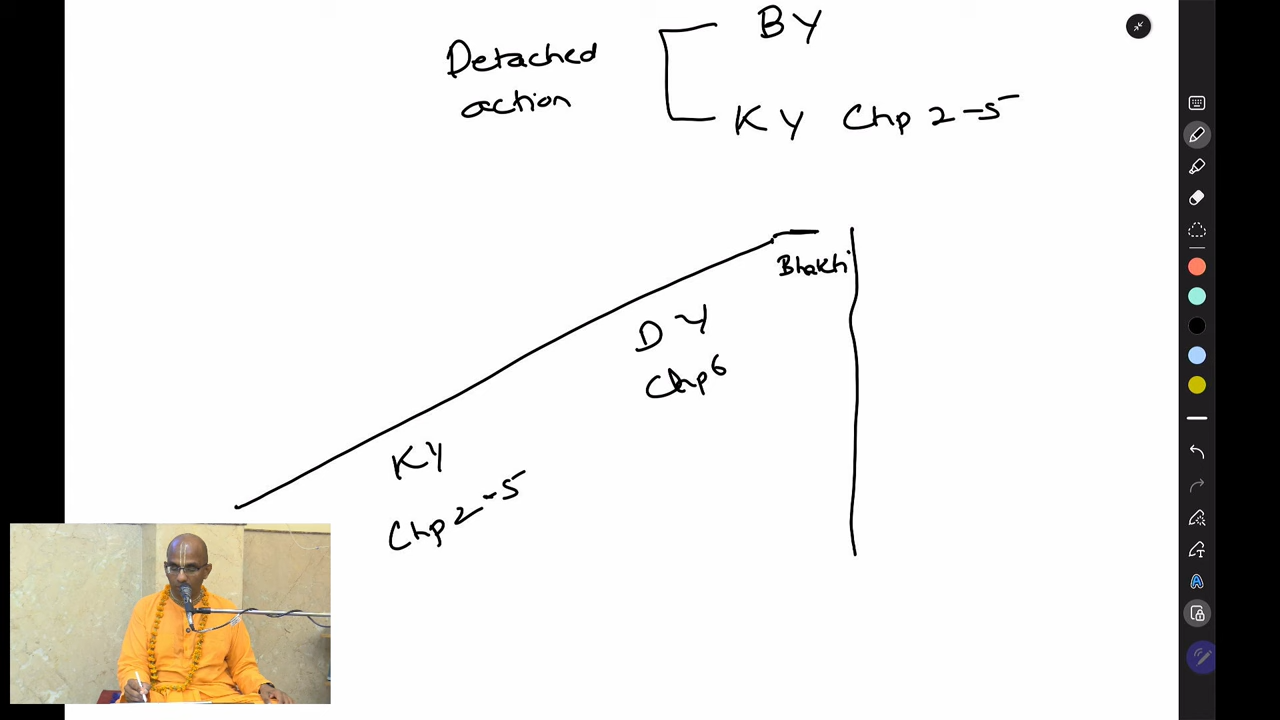 Detached
action
BY
KY Chp 2-5
Bhakti
DY
Chp 6
KY
Chp 2-5